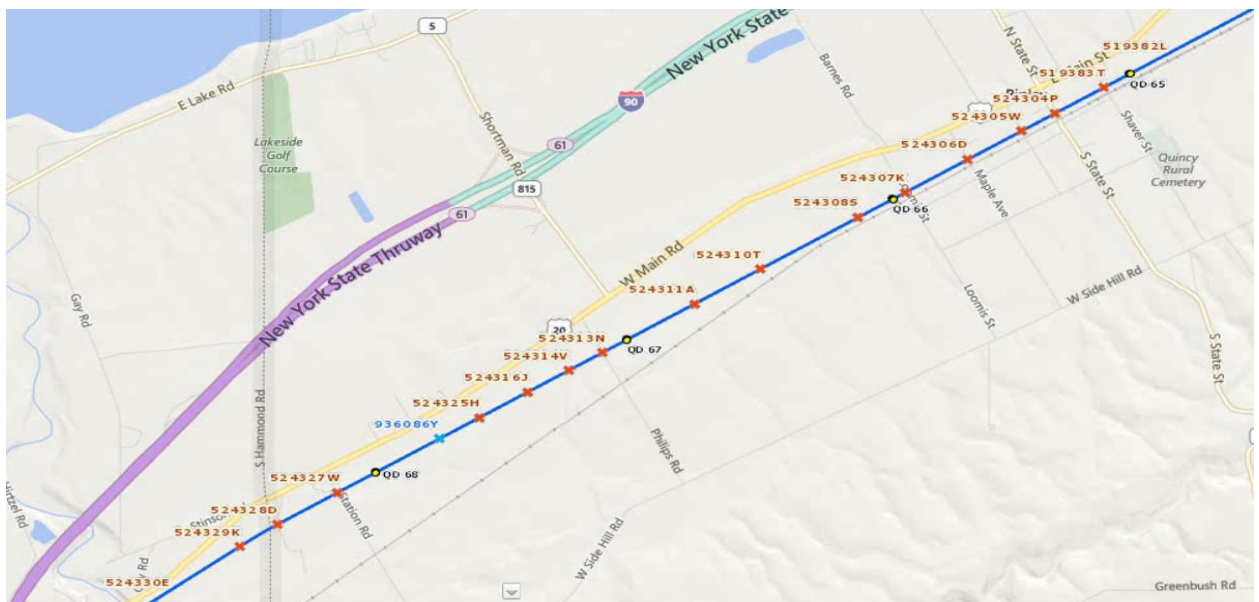 5
New York State
90
E Lake Rd
Lakeside
Golf
Course
Shortman Rd
61
815
61
New York State Thruway
Barnes Rd
N State St
E Main St
519382L
519383T
QD 65
524304P
524305W
524306D
524307K
QD 66
524308S
Maple Ave
Shaver St
Quincy
Rural
Cemetery
S State St
524310T
W Main Rd
524311A
Loomis St
W Side Hill Rd
S State St
Gay Rd
20
524313N
QD 67
524314V
524316J
524325H
936086Y
QD 68
Philips Rd
S Hammond Rd
524327W
524328D
Station Rd
524329K
524330E
W Side Hill Rd
Greenbush Rd